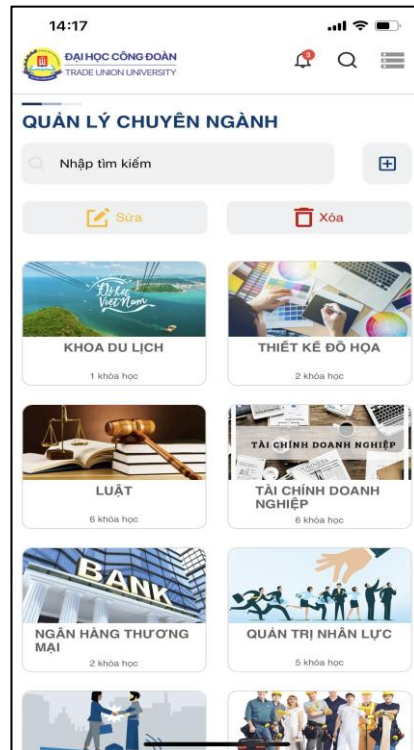 14:17
ĐẠI HỌC CÔNG ĐOÀN
TRADE UNION UNIVERSITY
3
QUẢN LÝ CHUYÊN NGÀNH
Nhập tìm kiếm
Sửa
Xóa
Do ka
Việt Nam
KHOA DU LỊCH
1 khóa học
THIẾT KẾ ĐỒ HỌA
2 khóa học
LUẬT
6 khóa học
TÀI CHÍNH DOANH NGHIỆP
TÀI CHÍNH DOANH
NGHIỆP
6 khóa học
BANK
NGÂN HÀNG THƯƠNG
MẠI
2 khóa học
QUẢN TRỊ NHÂN LỰC
5 khóa học